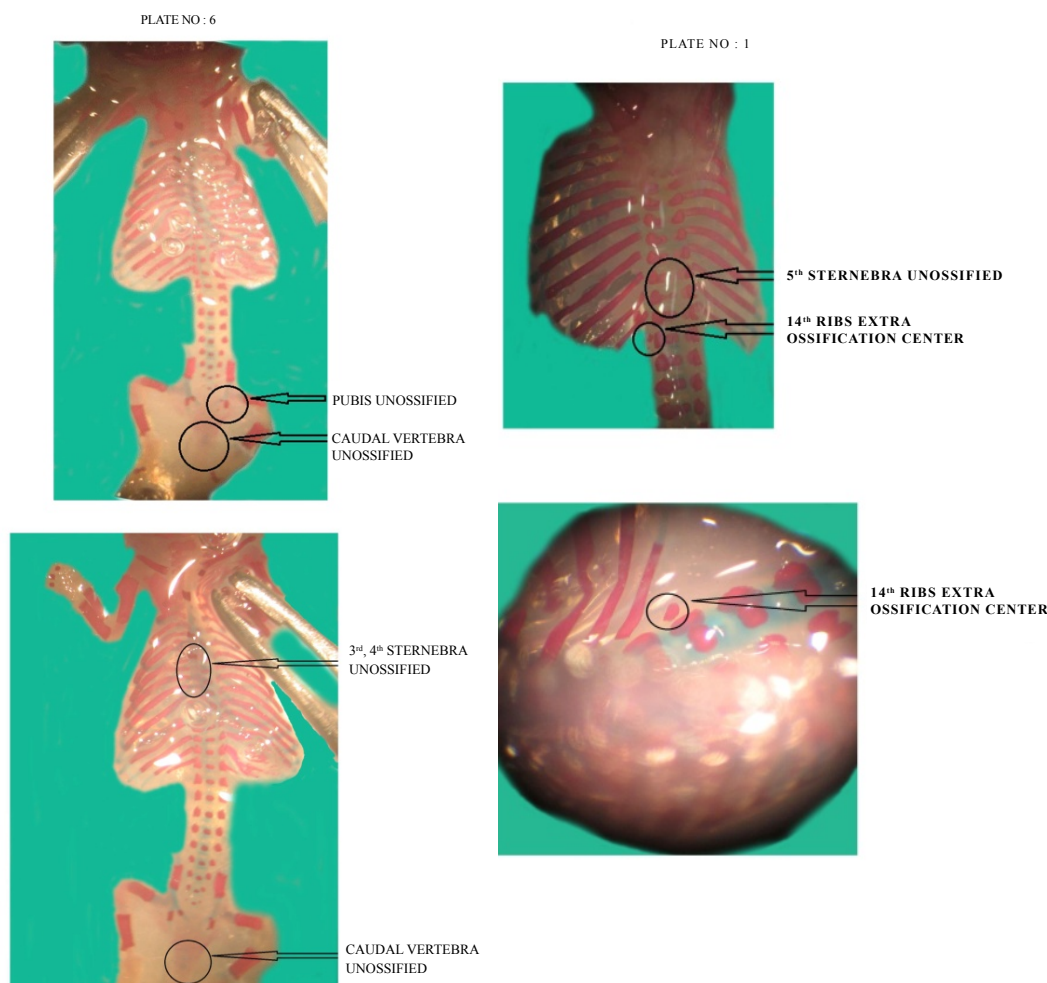 PLATE NO : 6
PUBIS UNOSSIFIED
CAUDAL VERTEBRA
UNOSSIFIED
3rd, 4th STERNEBRA
UNOSSIFIED
CAUDAL VERTEBRA
UNOSSIFIED
PLATE NO : 1
5th STERNEBRA UNOSSIFIED
14th RIBS EXTRA
OSSIFICATION CENTER
14th RIBS EXTRA
OSSIFICATION CENTER